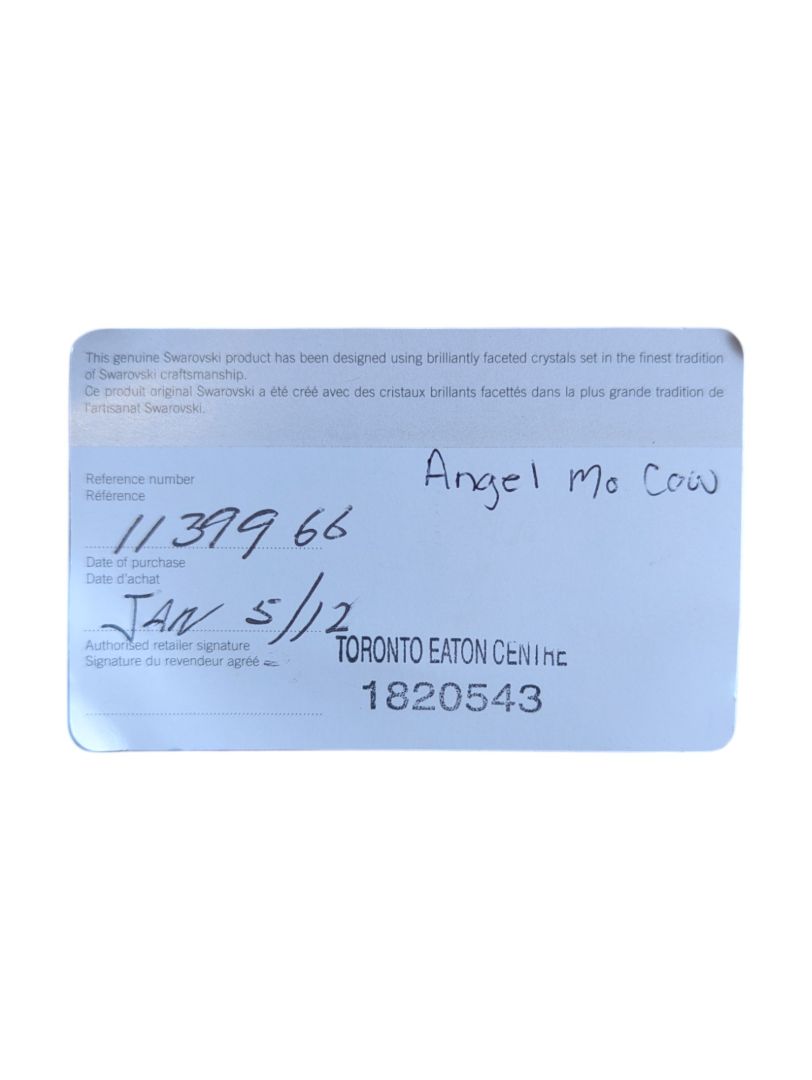 This genuine Swarovski product has been designed using brilliantly faceted crystals set in the finest tradition
of Swarovski craftsmanship.
Ce produit original Swarovski a été créé avec des cristaux brillants facettés dans la plus grande tradition de
l'artisanat Swarovski.
Angel Mo Cow
Reference number
Référence
1139966
Date of purchase
Date d'achat
JAN 5/12
Authorised retailer signature
Signature du revendeur agréé
TORONTO EATON CENTRE
1820543